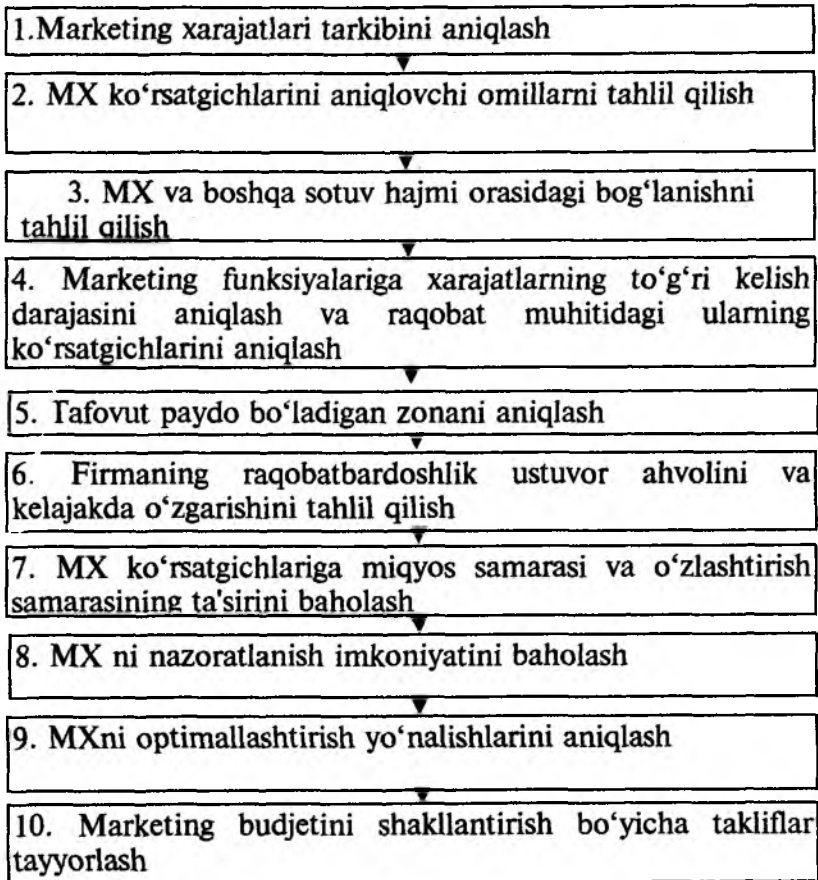 1.Marketing xarajatlari tarkibini aniqlash
2. MX ko‘rsatgichlarini aniqlovchi omillarni tahlil qilish
3. MX va boshqa sotuv hajmi orasidagi bog‘lanishni
tahlil qilish
4. Marketing funksiyalariga xarajatlarning to‘g‘ri kelish
darajasini aniqlash va raqobat muhitidagi ularning
ko‘rsatgichlarini aniqlash
5. Tafovut paydo bo‘ladigan zonani aniqlash
6. Firmaning raqobatbardoshlik ustuvor ahvolini va
kelajakda o‘zgarishini tahlil qilish
7. MX ko‘rsatgichlariga miqyos samarasi va o‘zlashtirish
samarasining ta'sirini baholash
8. MX ni nazoratlanish imkoniyatini baholash
9. MXni optimallashtirish yo‘nalishlarini aniqlash
10. Marketing budjetini shakllantirish bo‘yicha takliflar
tayyorlash